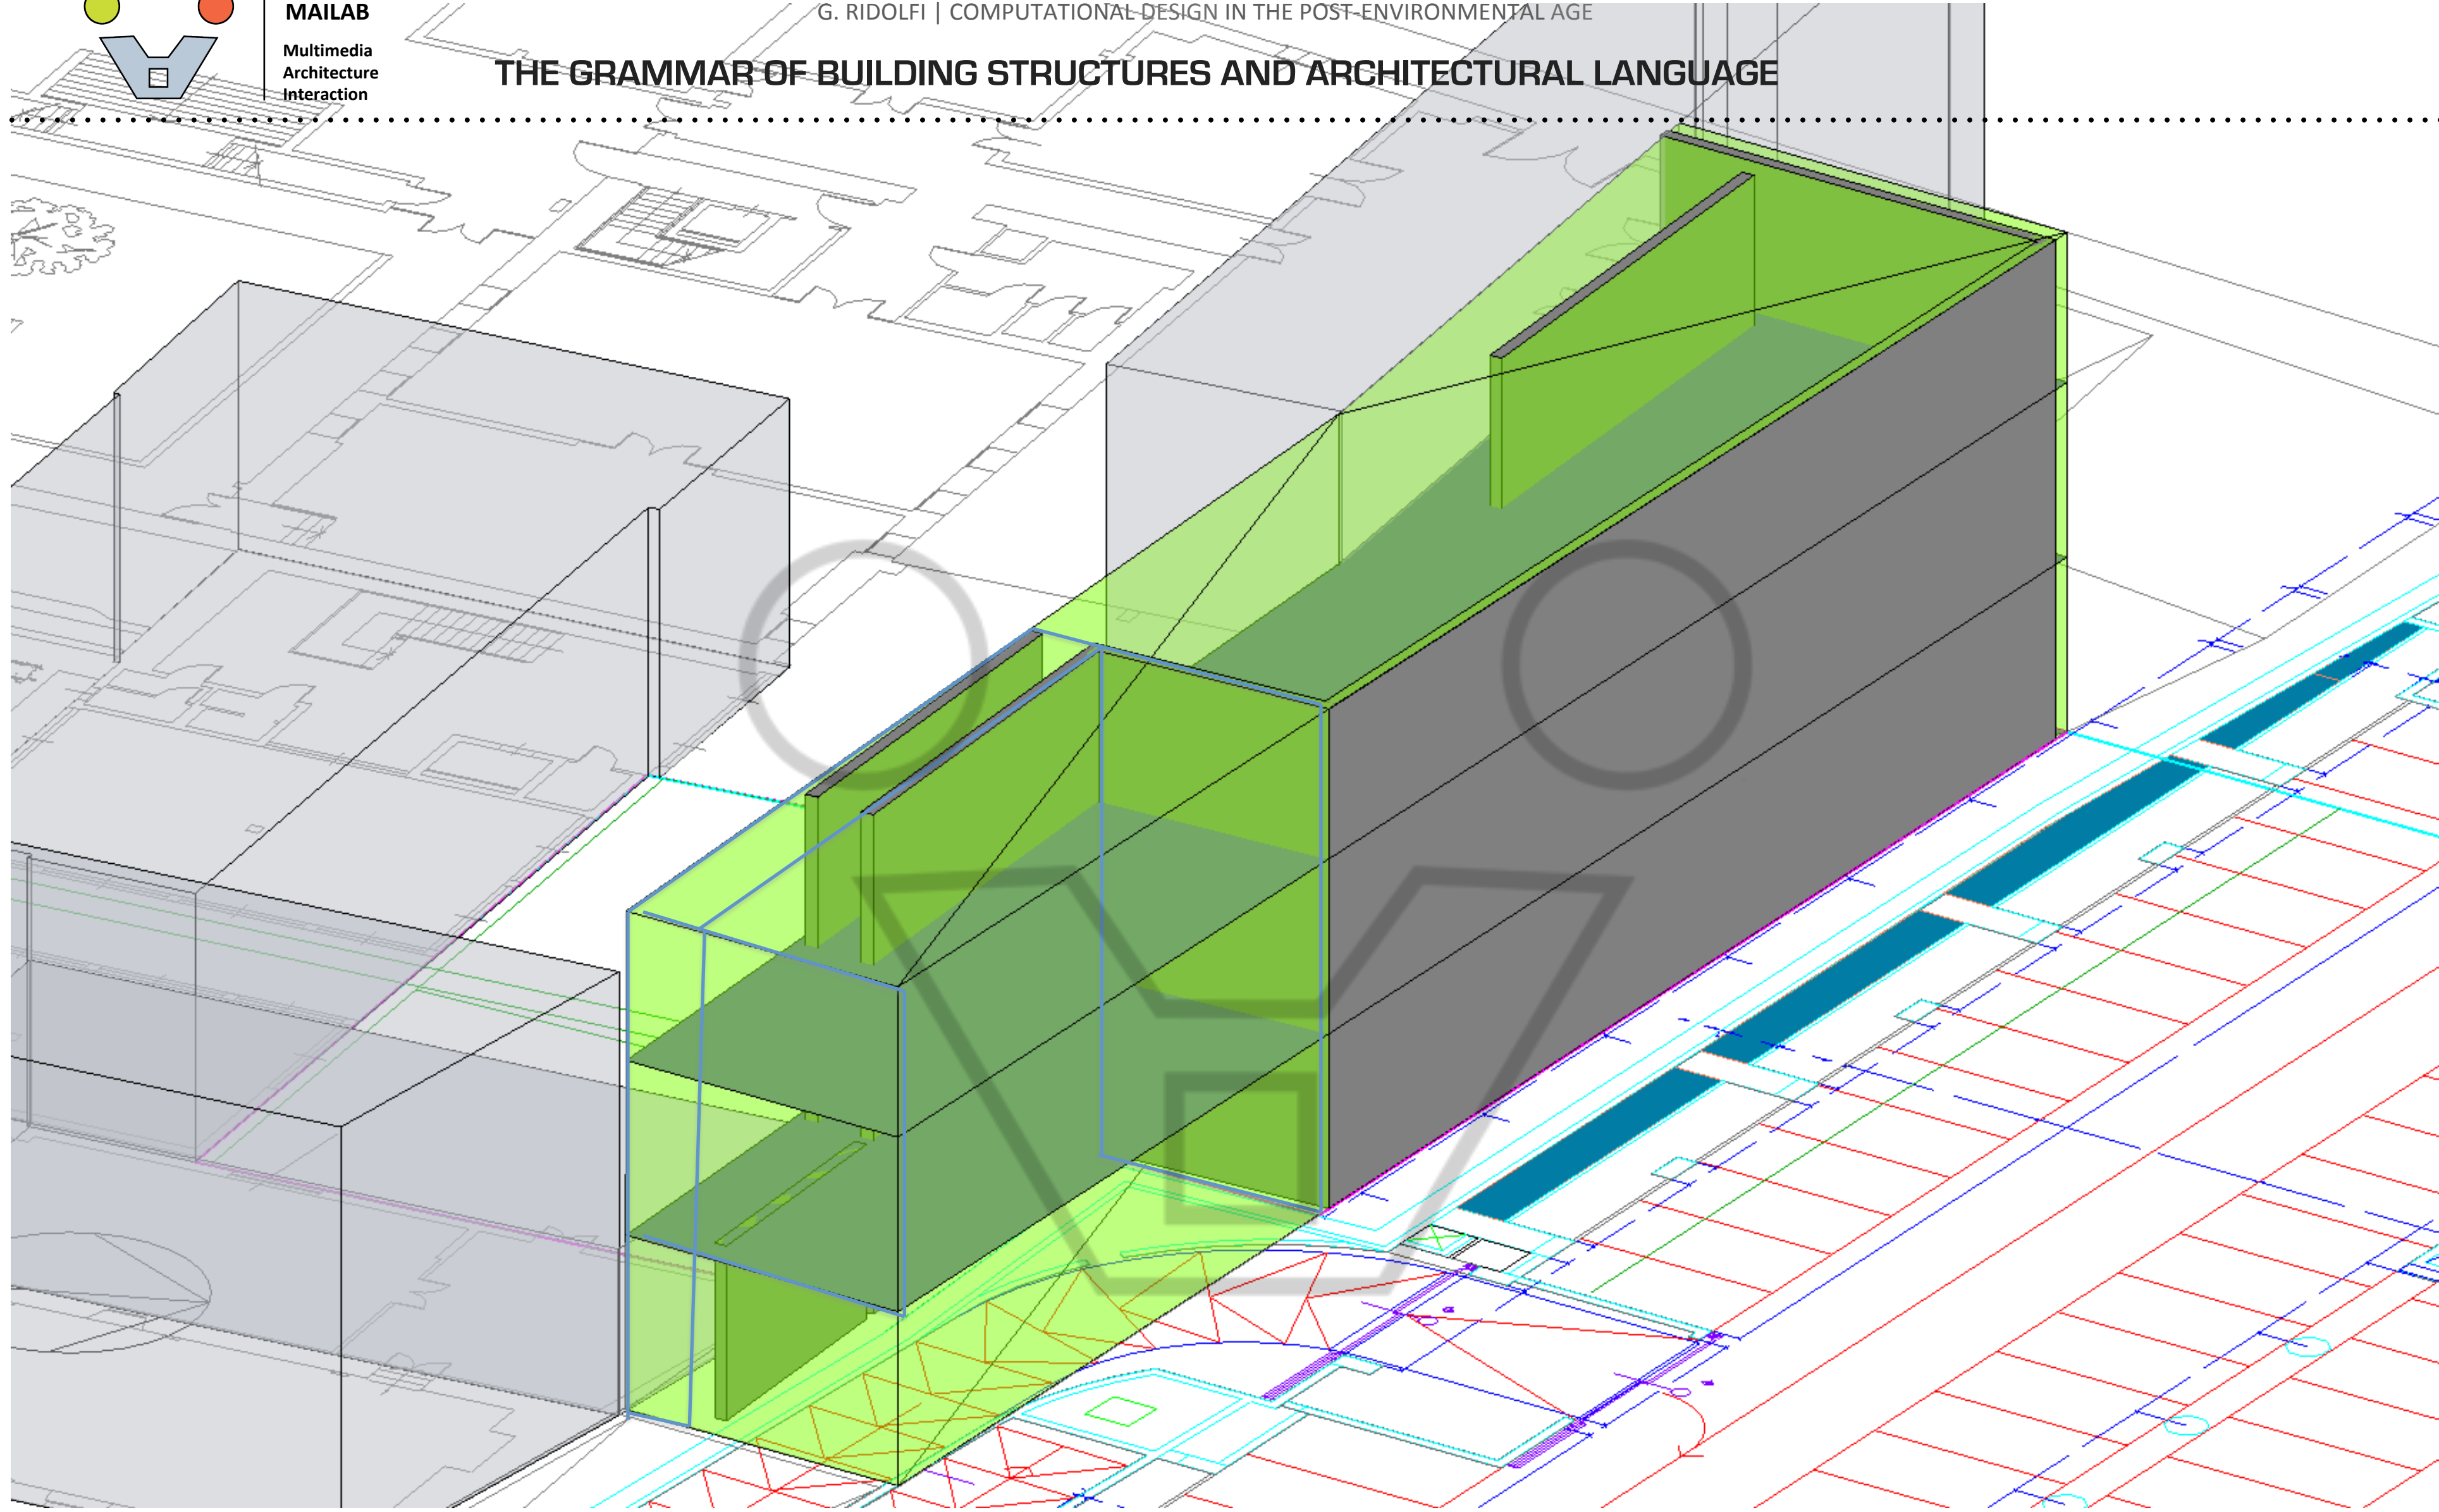 MAILAB
Multimedia
Architecture
Interaction
G. RIDOLFI | COMPUTATIONAL DESIGN IN THE POST-ENVIRONMENTAL AGE
THE GRAMMAR OF BUILDING STRUCTURES AND ARCHITECTURAL LANGUAGE